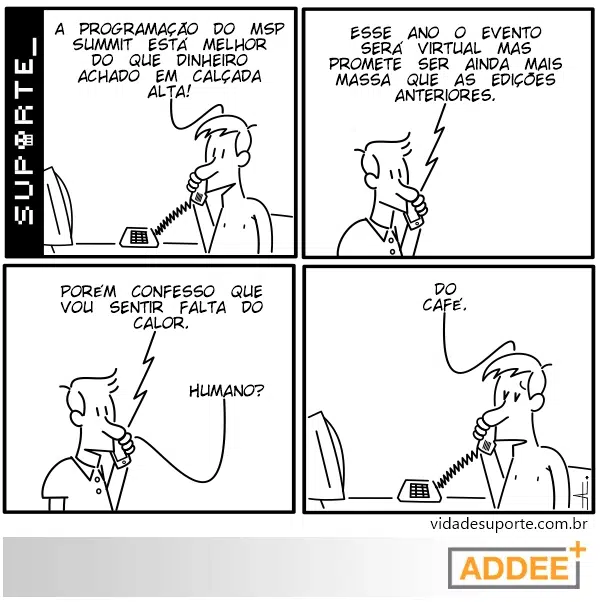 SUPORTE_
A PROGRAMAÇÃO DO MSP
SUMMIT ESTÁ MELHOR
DO QUE DINHEIRO
ACHADO EM CALÇADA
ALTA!
ESSE ANO O EVENTO
SERÁ VIRTUAL MAS
PROMETE SER AINDA MAIS
MASSA QUE AS EDIÇÕES
ANTERIORES.
PORÉM CONFESSO QUE
VOU SENTIR FALTA DO
CALOR.
HUMANO?
DO
CAFÉ.
vidadesuporte.com.br
ADDEE+